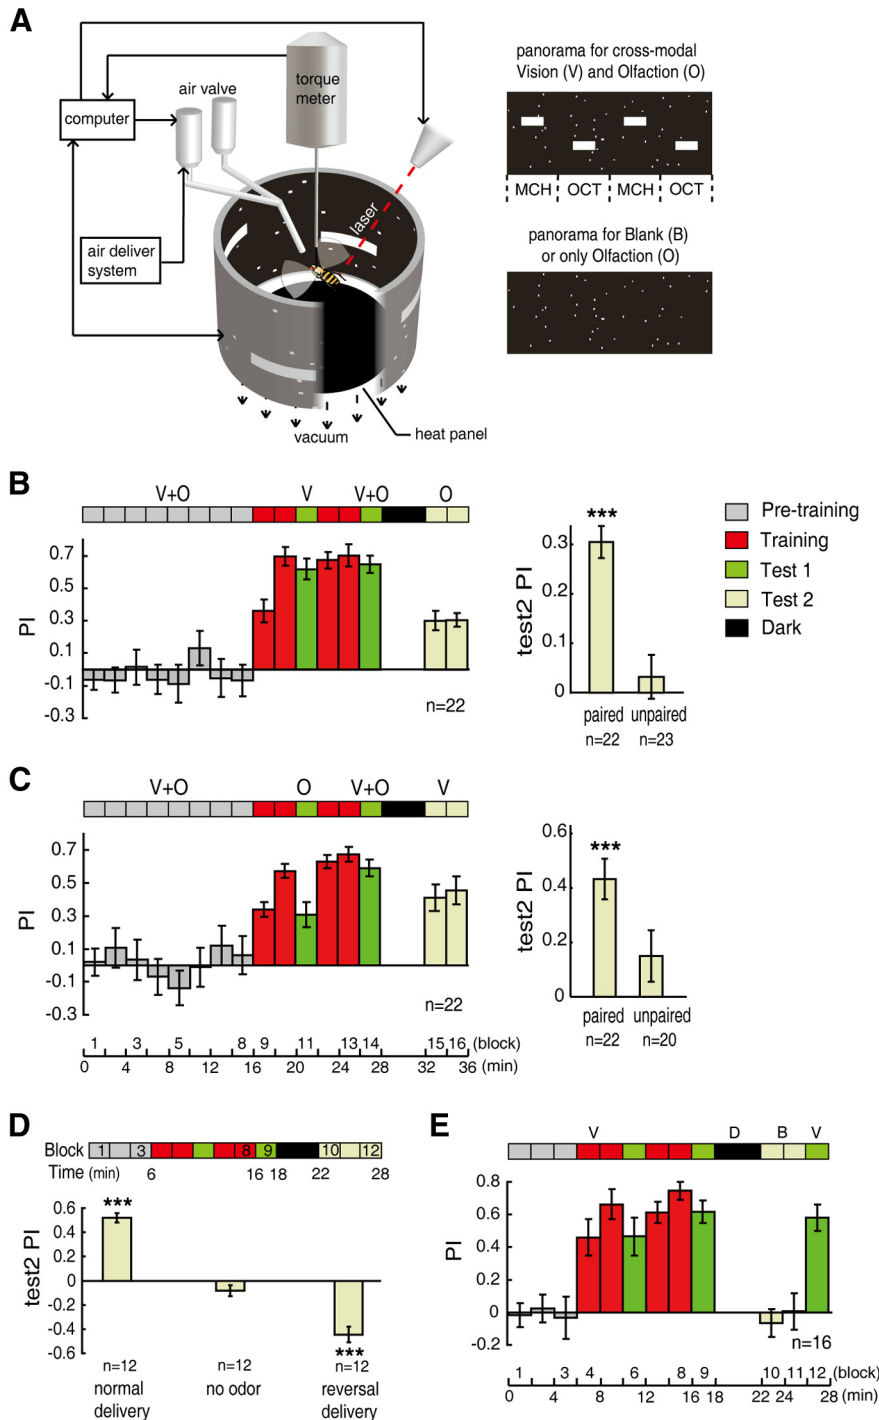 A
computer
air valve
torque
meter
laser
air deliver
system
vacuum
heat panel
panorama for cross-modal
Vision (V) and Olfaction (O)
MCH OCT MCH OCT
panorama for Blank (B)
or only Olfaction (O)
B
V+O V V+O O
PI
0.7
0.3
0.1
-0.1
-0.3
n=22
test2 PI
0.3
0.2
0.1
0
***
paired unpaired
n=22 n=23
Pre-training
Training
Test 1
Test 2
Dark
C
V+O O V+O V
PI
0.7
0.5
0.3
0.1
-0.1
-0.3
n=22
1 3 5 8 9 11 13 14 15 16 (block)
0 4 8 12 16 20 24 28 32 36 (min)
test2 PI
0.6
0.4
0.2
0
***
paired unpaired
n=22 n=20
D
Block 1 3 8 9 10 12
Time (min) 6 16 18 22 28
test2 PI
0.6
0.4
0.2
0
-0.2
-0.4
-0.6
***
***
n=12 n=12 n=12
normal no odor reversal
delivery delivery
E
V D B V
PI
0.8
0.6
0.4
0.2
0
-0.2
n=16
1 3 4 6 8 9 10 11 12 (block)
0 4 8 12 16 18 22 24 28 (min)